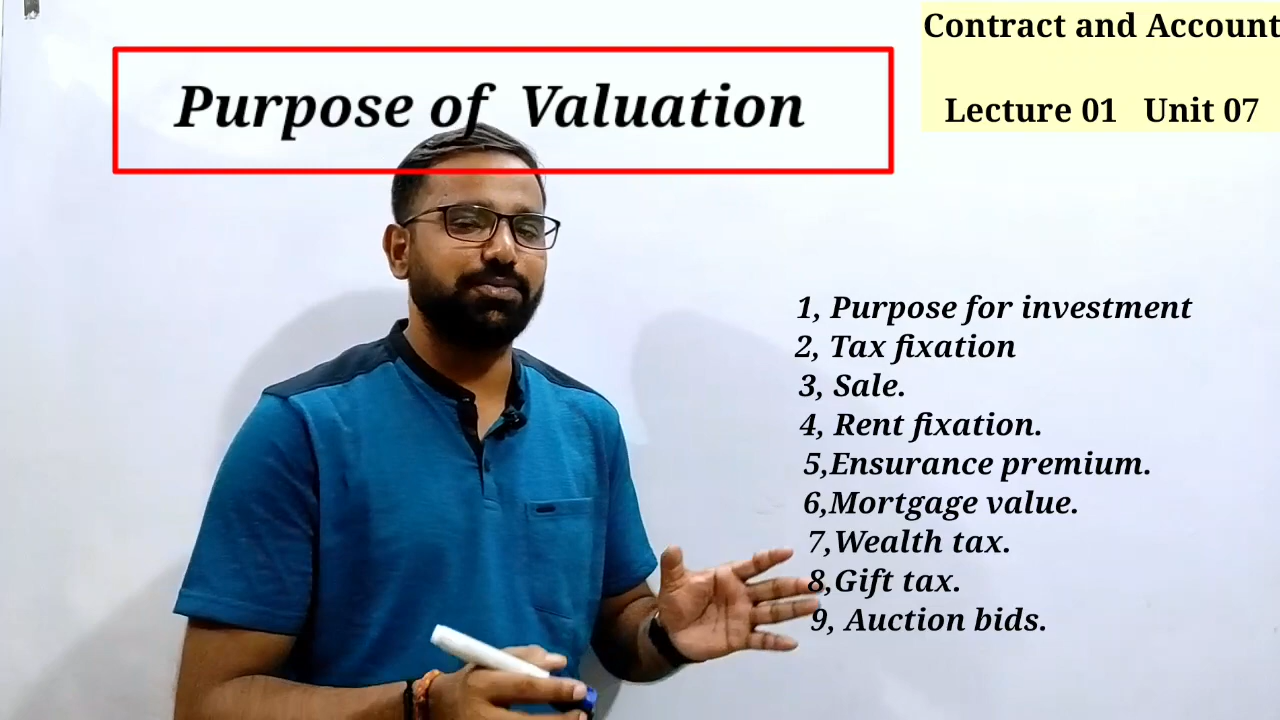 Contract and Account
Lecture 01 Unit 07
Purpose of Valuation
1, Purpose for investment
2, Tax fixation
3, Sale.
4, Rent fixation.
5,Ensurance premium.
6,Mortgage value.
7,Wealth tax.
8,Gift tax.
9, Auction bids.